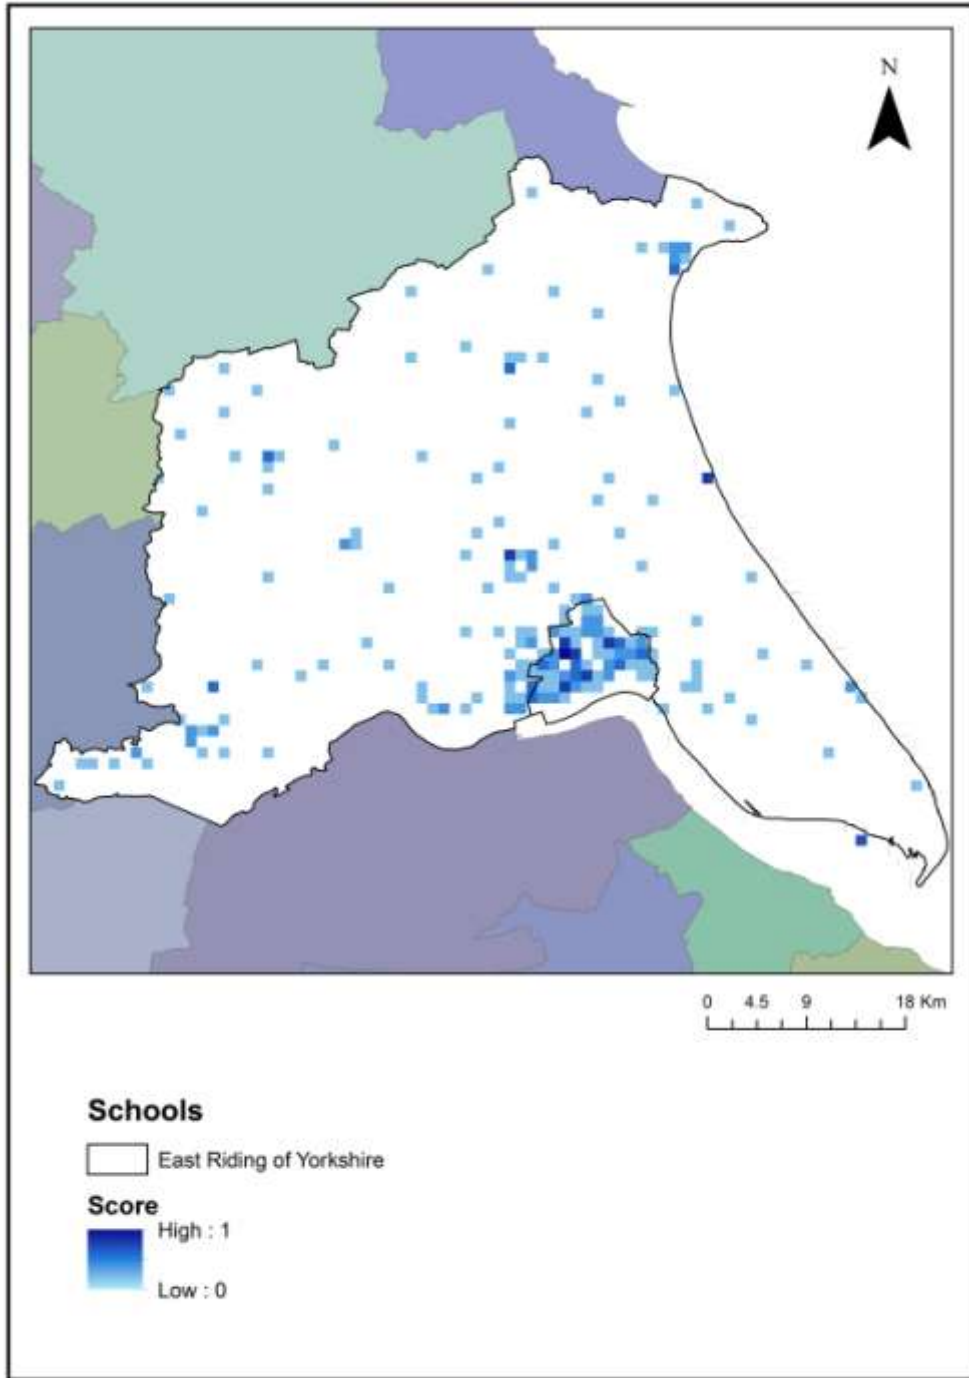 N
0 4.5 9 18 Km
Schools
East Riding of Yorkshire
Score
High : 1
Low : 0